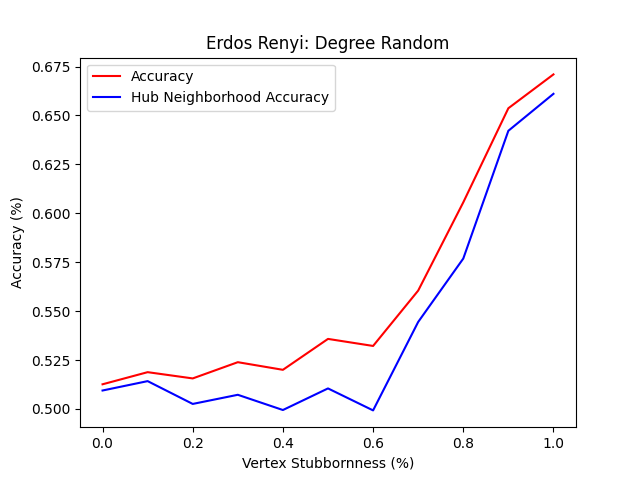 Erdos Renyi: Degree Random
Accuracy
Hub Neighborhood Accuracy
Accuracy (%)
0.675
0.650
0.625
0.600
0.575
0.550
0.525
0.500
0.0 0.2 0.4 0.6 0.8 1.0
Vertex Stubbornness (%)